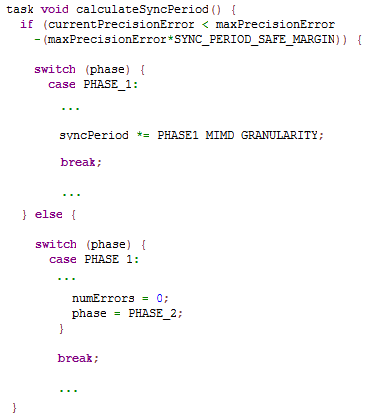 task void calculateSyncPeriod() {
if (currentPrecisionError < maxPrecisionError
-(maxPrecisionError*SYNC_PERIOD_SAFE_MARGIN)) {
switch (phase) {
case PHASE_1:
...
syncPeriod *= PHASE1 MIMD GRANULARITY;
break;
...
} else {
switch (phase) {
case PHASE 1:
...
numErrors = 0;
phase = PHASE_2;
}
break;
...
}